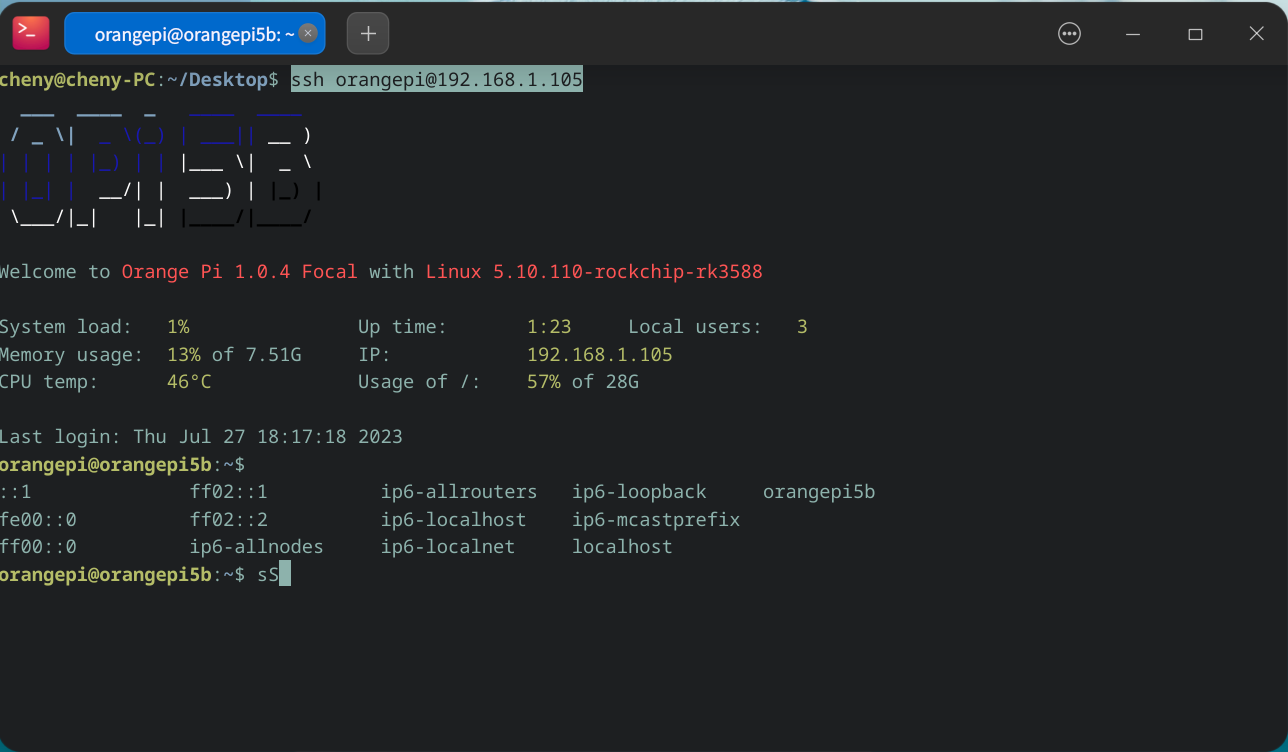 orangepi@orangepi5b: ~
cheny@cheny-PC:~/Desktop$ ssh orangepi@192.168.1.105
  ___  ____  _   ____  ____
 / _ \|  _ \(_) | ___|| __ )
| | | | |_) | | |___ \|  _ \
| |_| |  __/| |  ___) | |_) |
 \___/|_|   |_| |____/|____/
Welcome to Orange Pi 1.0.4 Focal with Linux 5.10.110-rockchip-rk3588
System load:   1%               Up time:       1:23     Local users:   3
Memory usage:  13% of 7.51G     IP:            192.168.1.105
CPU temp:      46°C             Usage of /:    57% of 28G
Last login: Thu Jul 27 18:17:18 2023
orangepi@orangepi5b:~$
::1              ff02::1          ip6-allrouters   ip6-loopback     orangepi5b
fe00::0          ff02::2          ip6-localhost    ip6-mcastprefix
ff00::0          ip6-allnodes     ip6-localnet     localhost
orangepi@orangepi5b:~$ sS